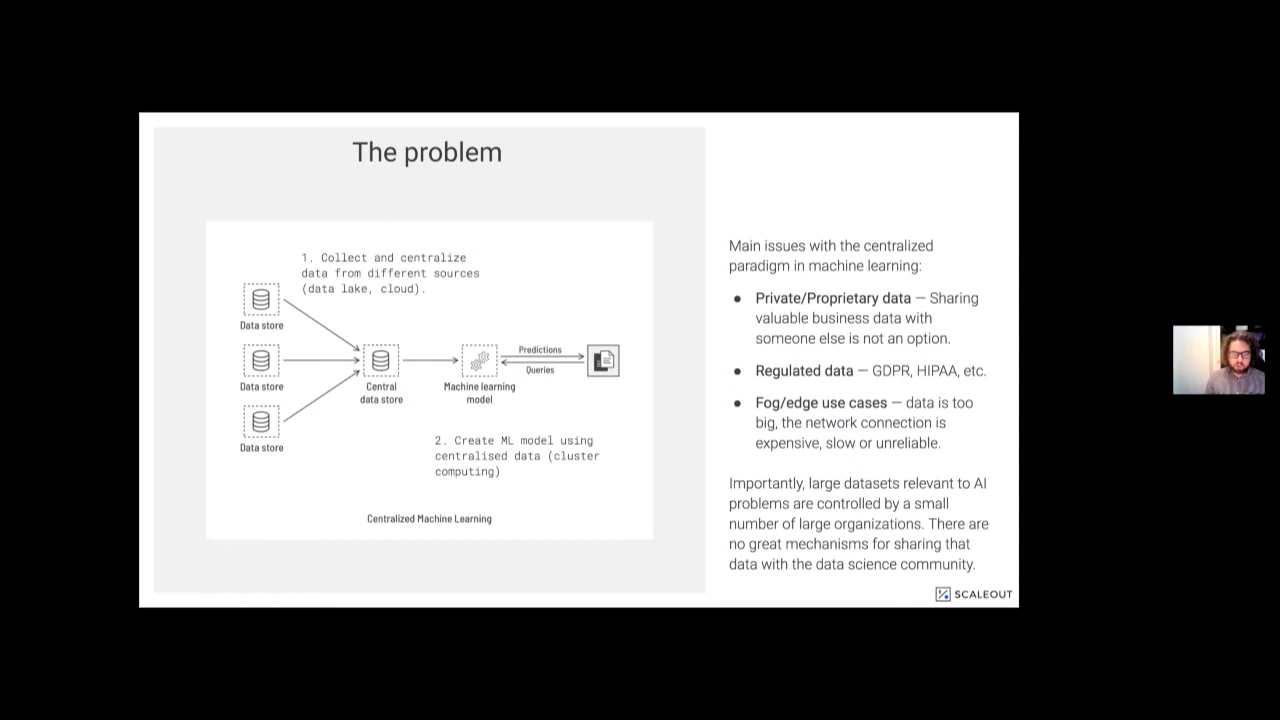 The problem
1. Collect and centralize
data from different sources
(data lake, cloud).
Data store
Data store
Data store
Central
data store
Machine learning
model
Predictions
Queries
2. Create ML model using
centralised data (cluster
computing)
Centralized Machine Learning
Main issues with the centralized
paradigm in machine learning:
● Private/Proprietary data — Sharing
valuable business data with
someone else is not an option.
● Regulated data — GDPR, HIPAA, etc.
● Fog/edge use cases — data is too
big, the network connection is
expensive, slow or unreliable.
Importantly, large datasets relevant to AI
problems are controlled by a small
number of large organizations. There are
no great mechanisms for sharing that
data with the data science community.
SCALEOUT